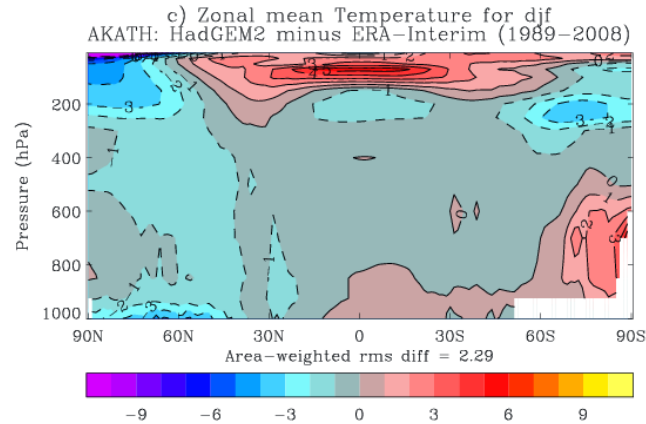 c) Zonal mean Temperature for djf
AKATH: HadGEM2 minus ERA-Interim (1989-2008)
Pressure (hPa)
200
400
600
800
1000
90N 60N 30N 0 30S 60S 90S
Area-weighted rms diff = 2.29
-9 -6 -3 0 3 6 9